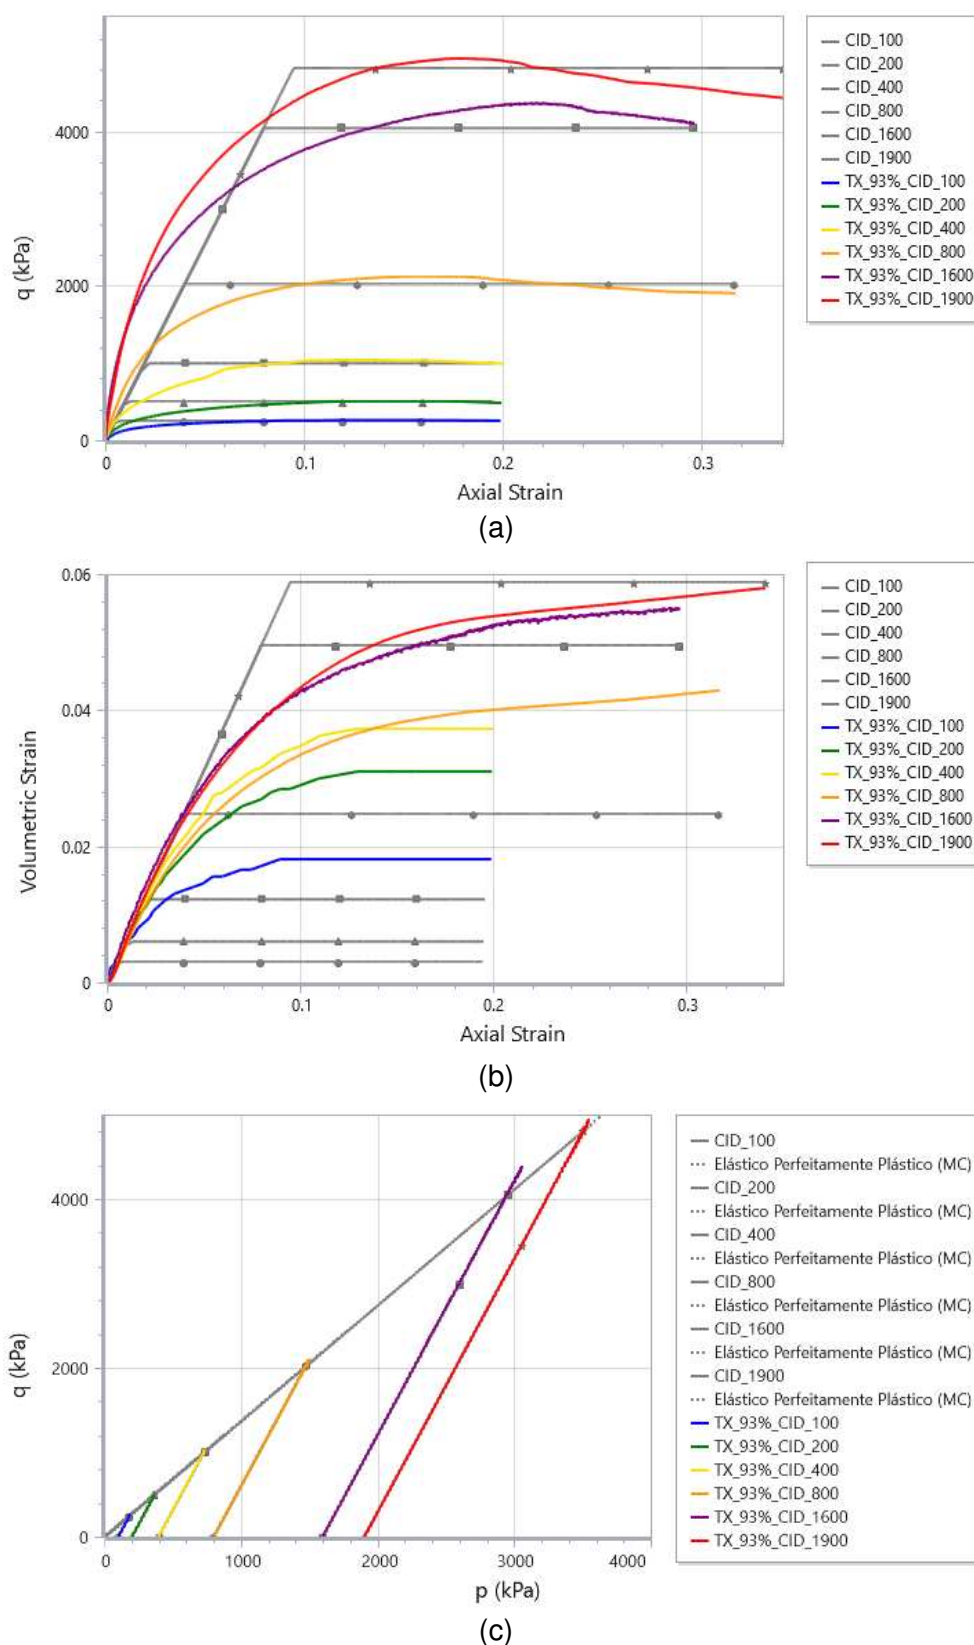 4000
2000
0
q (kPa)
0
0.1
0.2
0.3
Axial Strain
CID_100
CID_200
CID_400
CID_800
CID_1600
CID_1900
TX_93%_CID_100
TX_93%_CID_200
TX_93%_CID_400
TX_93%_CID_800
TX_93%_CID_1600
TX_93%_CID_1900
(a)
0.06
0.04
0.02
0
Volumetric Strain
0
0.1
0.2
0.3
Axial Strain
CID_100
CID_200
CID_400
CID_800
CID_1600
CID_1900
TX_93%_CID_100
TX_93%_CID_200
TX_93%_CID_400
TX_93%_CID_800
TX_93%_CID_1600
TX_93%_CID_1900
(b)
4000
2000
0
q (kPa)
0
1000
2000
3000
4000
p (kPa)
CID_100
Elástico Perfeitamente Plástico (MC)
CID_200
Elástico Perfeitamente Plástico (MC)
CID_400
Elástico Perfeitamente Plástico (MC)
CID_800
Elástico Perfeitamente Plástico (MC)
CID_1600
Elástico Perfeitamente Plástico (MC)
CID_1900
Elástico Perfeitamente Plástico (MC)
TX_93%_CID_100
TX_93%_CID_200
TX_93%_CID_400
TX_93%_CID_800
TX_93%_CID_1600
TX_93%_CID_1900
(c)